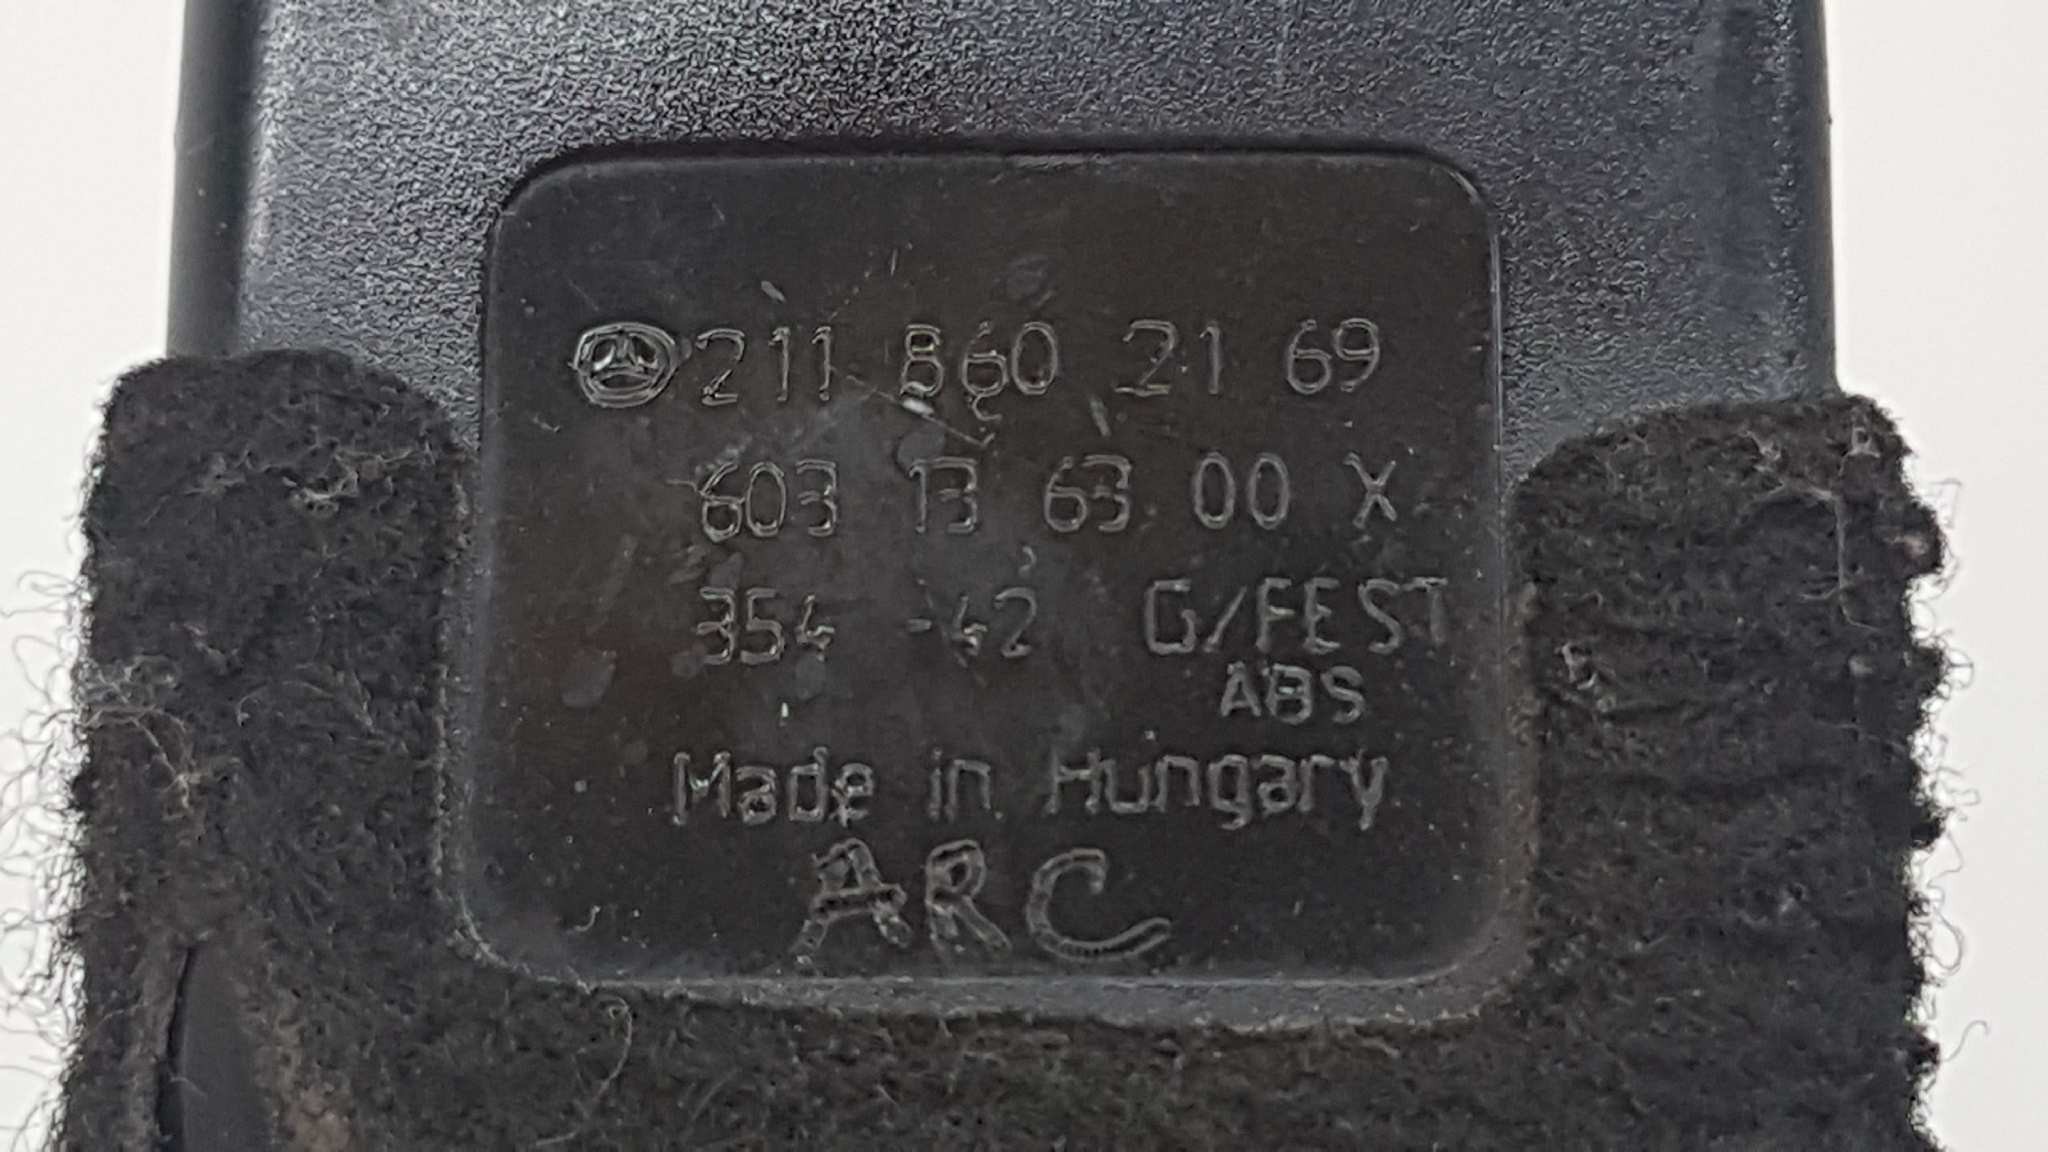 211 860 21 69
603 13 63 00 X
354 -42 G/FEST
ABS
Made in Hungary
ARC